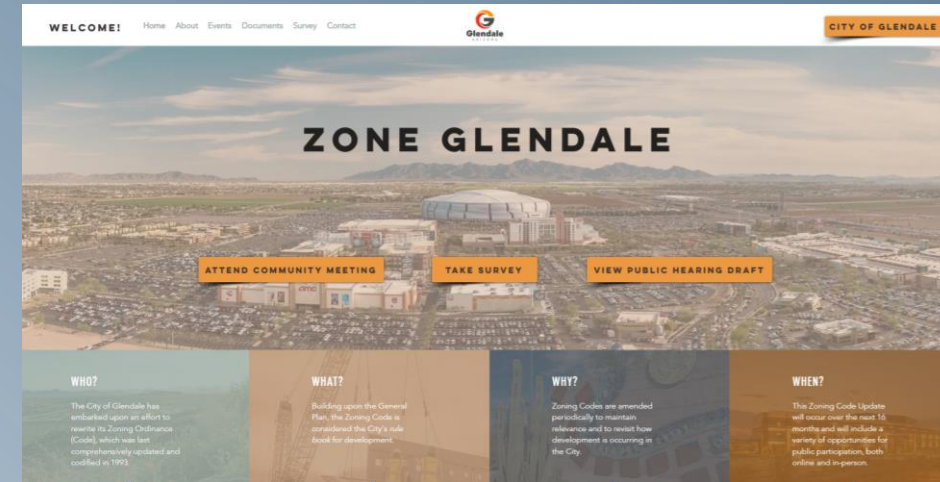 WELCOME!
Home About Events Documents Survey Contact
G
Glendale
ARIZONA
CITY OF GLENDALE
ZONE GLENDALE
ATTEND COMMUNITY MEETING
TAKE SURVEY
VIEW PUBLIC HEARING DRAFT
WHO?
The City of Glendale has
embarked upon an effort to
rewrite its Zoning Ordinance
(Code), which was last
comprehensively updated and
codified in 1993.
WHAT?
Building upon the General
Plan, the Zoning Code is
considered the City's rule
book for development.
WHY?
Zoning Codes are amended
periodically to maintain
relevance and to revisit how
development is occurring in
the City.
WHEN?
This Zoning Code Update
will occur over the next 16
months and will include a
variety of opportunities for
public participation, both
online and in-person.